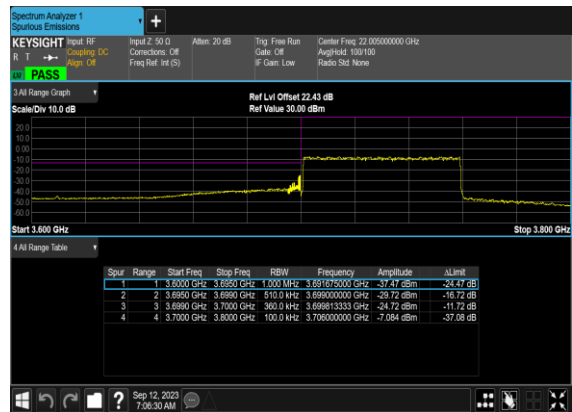 Spectrum Analyzer 1
Spurious Emissions
KEYSIGHT Input: RF Input Z: 50 Ω Atten: 20 dB Trig: Free Run Center Freq: 22.005000000 GHz
R T Coupling: DC Corrections: Off Gate: Off Avg|Hold: 100/100
Align: Off Freq Ref: Int (S) IF Gain: Low Radio Std: None
LXI PASS
3 All Range Graph
Ref Lvl Offset 22.43 dB
Scale/Div 10.0 dB Ref Value 30.00 dBm
20.0
10.0
0.00
-10.0
-20.0
-30.0
-40.0
-50.0
-60.0
Start 3.600 GHz Stop 3.800 GHz
4 All Range Table
Spur Range Start Freq Stop Freq RBW Frequency Amplitude ΔLimit
1 1 3.6000 GHz 3.6950 GHz 1.000 MHz 3.691675000 GHz -37.47 dBm -24.47 dB
2 2 3.6950 GHz 3.6990 GHz 510.0 kHz 3.699000000 GHz -29.72 dBm -16.72 dB
3 3 3.6990 GHz 3.7000 GHz 360.0 kHz 3.699813333 GHz -24.72 dBm -11.72 dB
4 4 3.7000 GHz 3.8000 GHz 100.0 kHz 3.706000000 GHz -7.084 dBm -37.08 dB
? Sep 12, 2023
7:06:30 AM